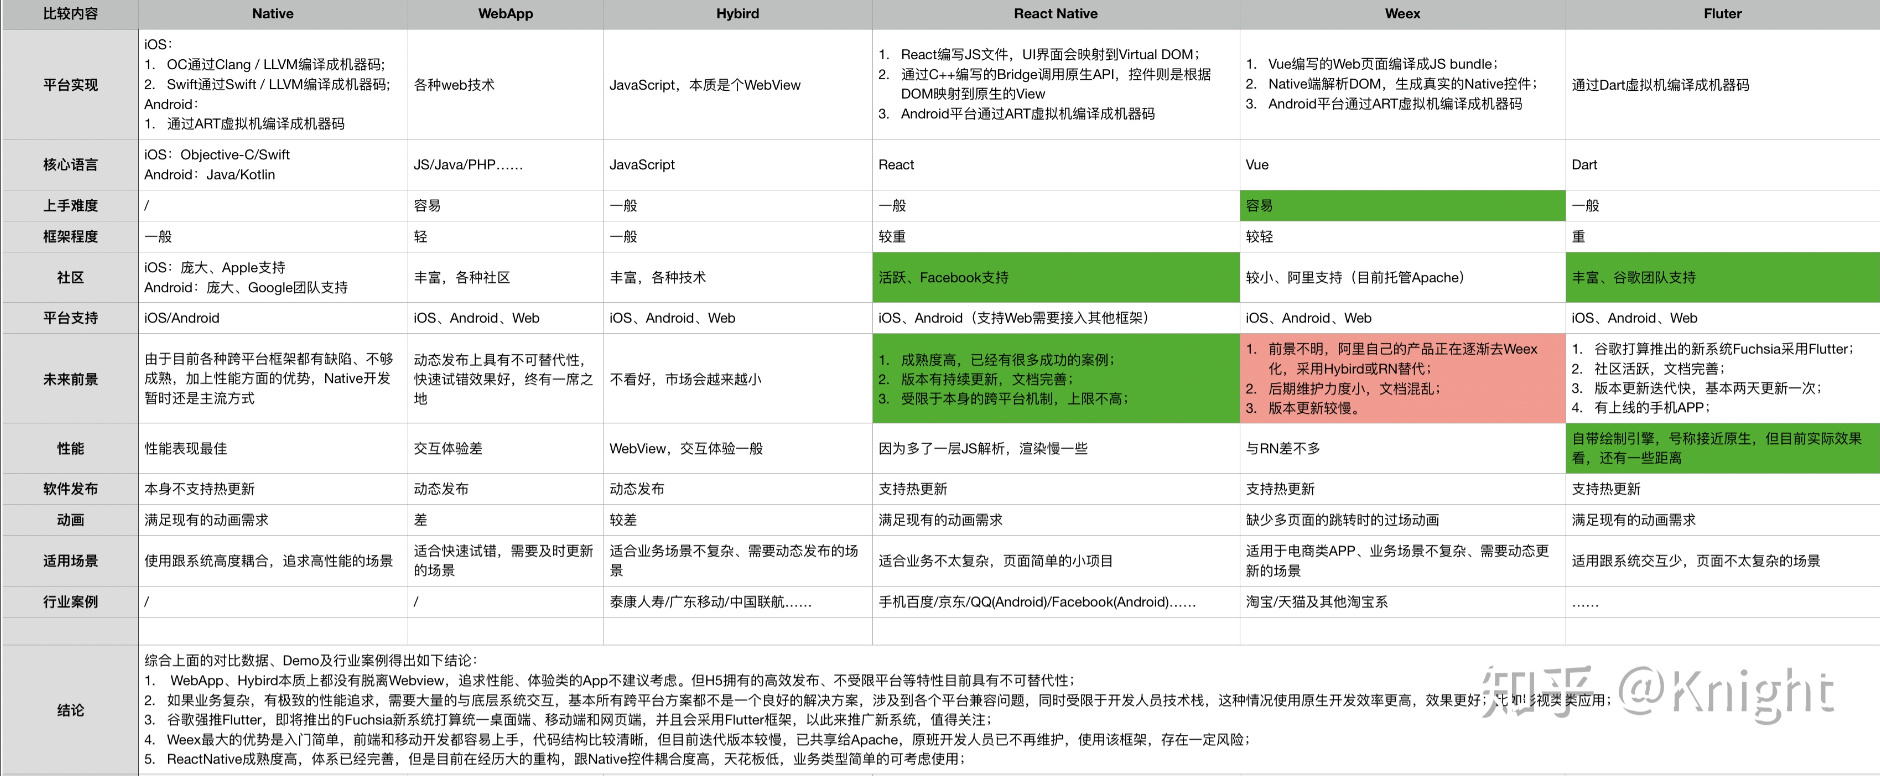 比较内容 Native WebApp Hybird React Native Weex Fluter
平台实现
iOS：
1. OC通过Clang / LLVM编译成机器码;
2. Swift通过Swift / LLVM编译成机器码;
Android：
1. 通过ART虚拟机编译成机器码
各种web技术
JavaScript，本质是个WebView
1. React编写JS文件，UI界面会映射到Virtual DOM；
2. 通过C++编写的Bridge调用原生API，控件则是根据
DOM映射到原生的View
3. Android平台通过ART虚拟机编译成机器码
1. Vue编写的Web页面编译成JS bundle；
2. Native端解析DOM，生成真实的Native控件；
3. Android平台通过ART虚拟机编译成机器码
通过Dart虚拟机编译成机器码
核心语言
iOS：Objective-C/Swift
Android：Java/Kotlin
JS/Java/PHP……
JavaScript
React
Vue
Dart
上手难度 / 容易 一般 一般 容易 一般
框架程度 一般 轻 一般 较重 较轻 重
社区
iOS：庞大、Apple支持
Android：庞大、Google团队支持
丰富，各种社区
丰富，各种技术
活跃、Facebook支持
较小、阿里支持（目前托管Apache）
丰富、谷歌团队支持
平台支持 iOS/Android iOS、Android、Web iOS、Android、Web iOS、Android（支持Web需要接入其他框架） iOS、Android、Web iOS、Android、Web
未来前景
由于目前各种跨平台框架都有缺陷、不够
成熟，加上性能方面的优势，Native开发
暂时还是主流方式
动态发布上具有不可替代性，
快速试错效果好，终有一席之
地
不看好，市场会越来越小
1. 成熟度高，已经有很多成功的案例；
2. 版本有持续更新，文档完善；
3. 受限于本身的跨平台机制，上限不高；
1. 前景不明，阿里自己的产品正在逐渐去Weex
化，采用Hybird或RN替代；
2. 后期维护力度小，文档混乱；
3. 版本更新较慢。
1. 谷歌打算推出的新系统Fuchsia采用Flutter；
2. 社区活跃，文档完善；
3. 版本更新迭代快，基本两天更新一次；
4. 有上线的手机APP；
性能
性能表现最佳
交互体验差
WebView，交互体验一般
因为多了一层JS解析，渲染慢一些
与RN差不多
自带绘制引擎，号称接近原生，但目前实际效果
看，还有一些距离
软件发布 本身不支持热更新 动态发布 动态发布 支持热更新 支持热更新 支持热更新
动画 满足现有的动画需求 差 较差 满足现有的动画需求 缺少多页面的跳转时的过场动画 满足现有的动画需求
适用场景
使用跟系统高度耦合，追求高性能的场景
适合快速试错，需要及时更新
的场景
适合业务场景不复杂、需要动态发布的场
景
适合业务不太复杂，页面简单的小项目
适用于电商类APP、业务场景不复杂、需要动态更
新的场景
适用跟系统交互少，页面不太复杂的场景
行业案例 / / 泰康人寿/广东移动/中国联航…… 手机百度/京东/QQ(Android)/Facebook(Android)…… 淘宝/天猫及其他淘宝系 ……
结论
综合上面的对比数据、Demo及行业案例得出如下结论：
1. WebApp、Hybird本质上都没有脱离Webview，追求性能、体验类的App不建议考虑。但H5拥有的高效发布、不受限平台等特性目前具有不可替代性；
2. 如果业务复杂，有极致的性能追求，需要大量的与底层系统交互，基本所有跨平台方案都不是一个良好的解决方案，涉及到各个平台兼容问题，同时受限于开发人员技术栈，这种情况使用原生开发效率更高，效果更好；比如影视类类应用；
3. 谷歌强推Flutter，即将推出的Fuchsia新系统打算统一桌面端、移动端和网页端，并且会采用Flutter框架，以此来推广新系统，值得关注；
4. Weex最大的优势是入门简单，前端和移动开发都容易上手，代码结构比较清晰，但目前迭代版本较慢，已共享给Apache，原班开发人员已不再维护，使用该框架，存在一定风险；
5. ReactNative成熟度高，体系已经完善，但是目前在经历大的重构，跟Native控件耦合度高，天花板低，业务类型简单的可考虑使用；
知乎 @Knight